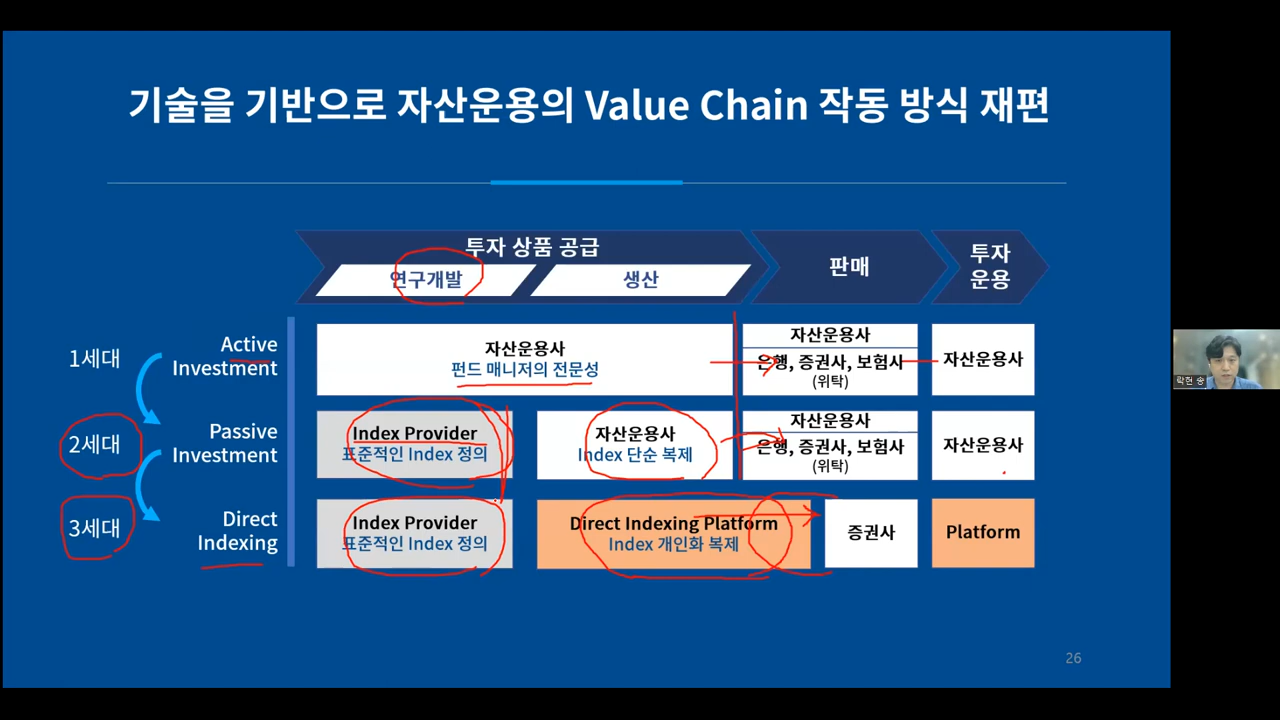 기술을 기반으로 자산운용의 Value Chain 작동 방식 재편
투자 상품 공급
연구개발
생산
판매
투자
운용
1세대
Active
Investment
자산운용사
펀드 매니저의 전문성
자산운용사
은행, 증권사, 보험사
(위탁)
자산운용사
2세대
Passive
Investment
Index Provider
표준적인 Index 정의
자산운용사
Index 단순 복제
자산운용사
은행, 증권사, 보험사
(위탁)
자산운용사
3세대
Direct
Indexing
Index Provider
표준적인 Index 정의
Direct Indexing Platform
Index 개인화 복제
증권사
Platform
26
락현 송